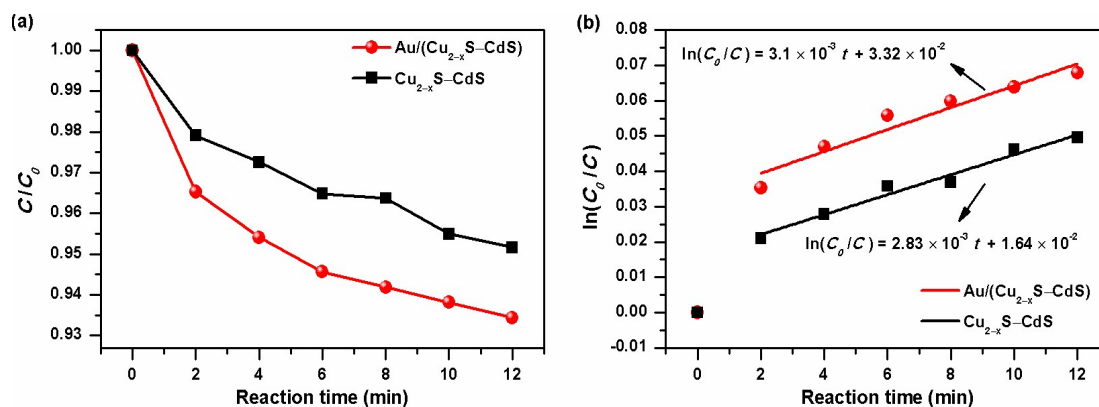 (a)
1.00
0.99
0.98
0.97
0.96
0.95
0.94
0.93
C/C0
Au/(Cu2−xS–CdS)
Cu2−xS–CdS
0 2 4 6 8 10 12
Reaction time (min)
(b)
0.08
0.07
0.06
0.05
0.04
0.03
0.02
0.01
0.00
-0.01
ln(C0/C)
ln(C0/C) = 3.1 × 10−3 t + 3.32 × 10−2
ln(C0/C) = 2.83 × 10−3 t + 1.64 × 10−2
Au/(Cu2−xS–CdS)
Cu2−xS–CdS
0 2 4 6 8 10 12
Reaction time (min)